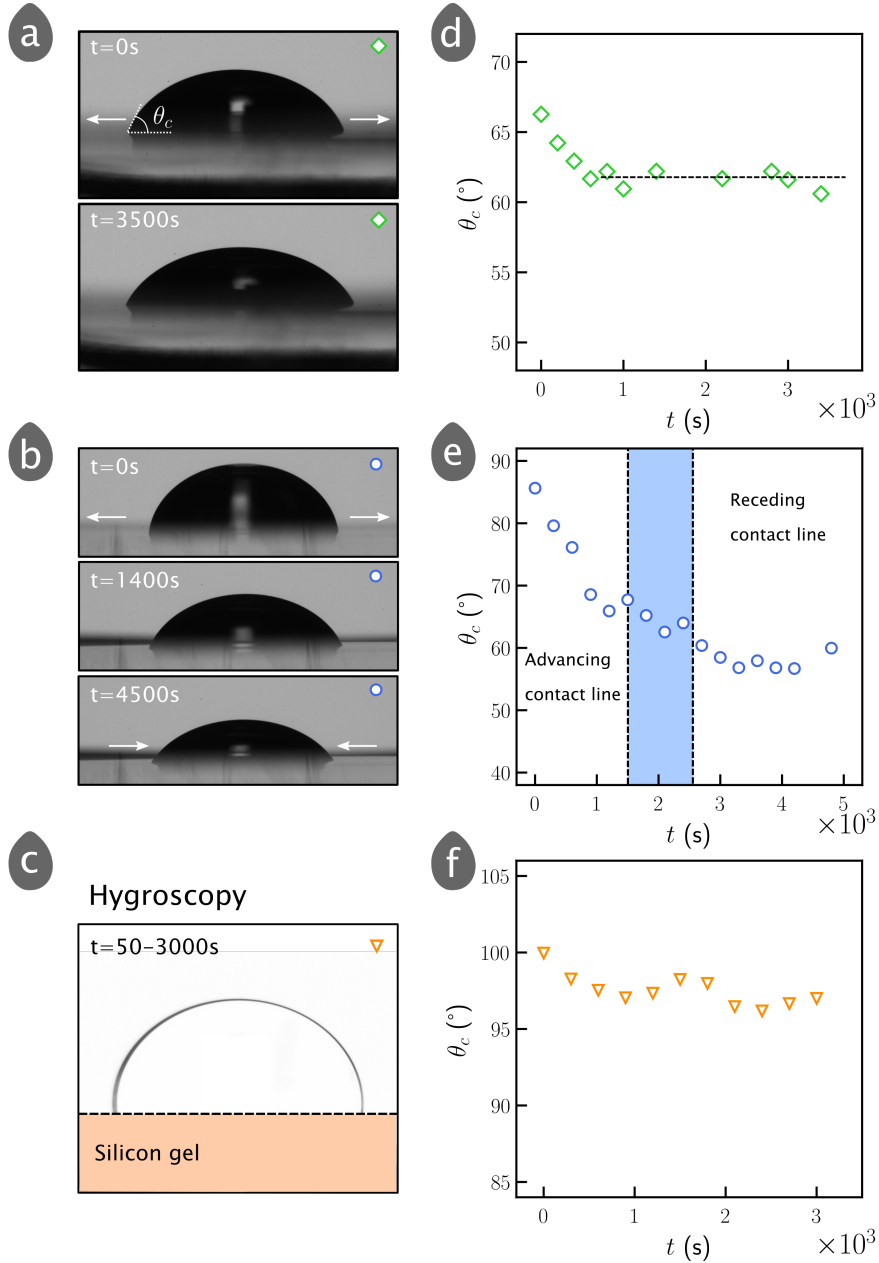 a
t=0s
θc
t=3500s
d
70
65
60
55
50
θc (°)
0
1
2
3
×10³
t (s)
b
t=0s
t=1400s
t=4500s
e
90
80
70
60
50
40
θc (°)
Receding
contact line
Advancing
contact line
0
1
2
3
4
5
×10³
t (s)
c
Hygroscopy
t=50–3000s
Silicon gel
f
105
100
95
90
85
θc (°)
0
1
2
3
×10³
t (s)